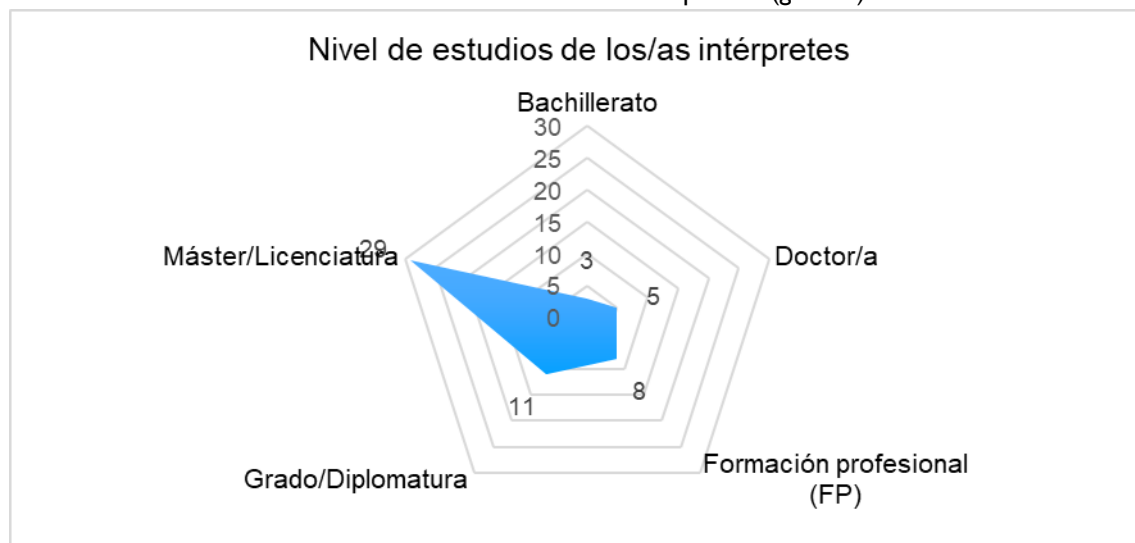 Nivel de estudios de los/as intérpretes
Bachillerato
30
25
20
15
10
5
0
3
Doctor/a
5
Formación profesional
(FP)
8
Grado/Diplomatura
11
Máster/Licenciatura
29